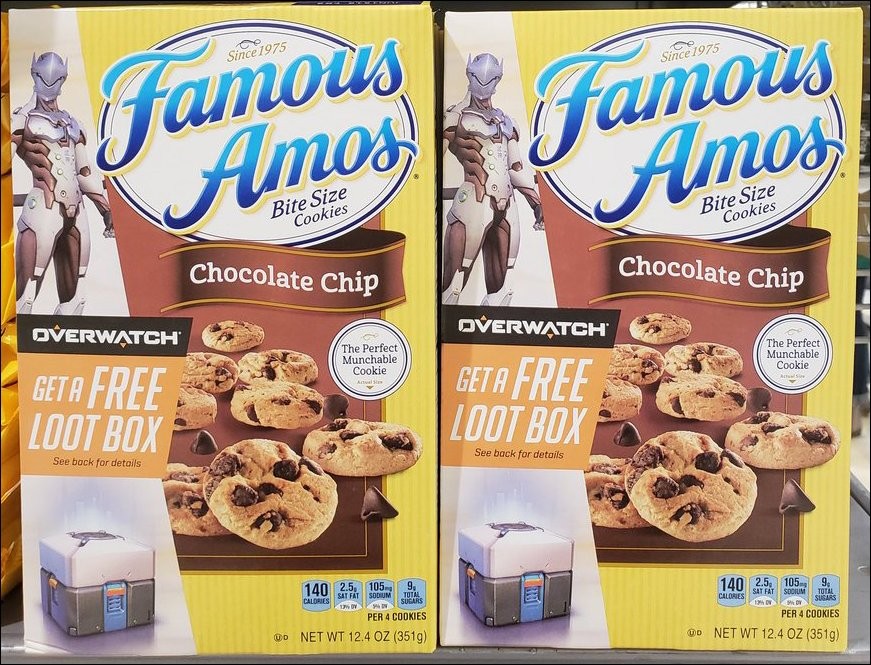 Since 1975
Famous
Amos
Bite Size
Cookies
Chocolate Chip
OVERWATCH
GET A FREE
LOOT BOX
See back for details
The Perfect
Munchable
Cookie
Actual Size
140 CALORIES
2.5g SAT FAT 13% DV
105mg SODIUM 5% DV
9g TOTAL SUGARS
PER 4 COOKIES
NET WT 12.4 OZ (351g)
Since 1975
Famous
Amos
Bite Size
Cookies
Chocolate Chip
OVERWATCH
GET A FREE
LOOT BOX
See back for details
The Perfect
Munchable
Cookie
Actual Size
140 CALORIES
2.5g SAT FAT 13% DV
105mg SODIUM 5% DV
9g TOTAL SUGARS
PER 4 COOKIES
NET WT 12.4 OZ (351g)